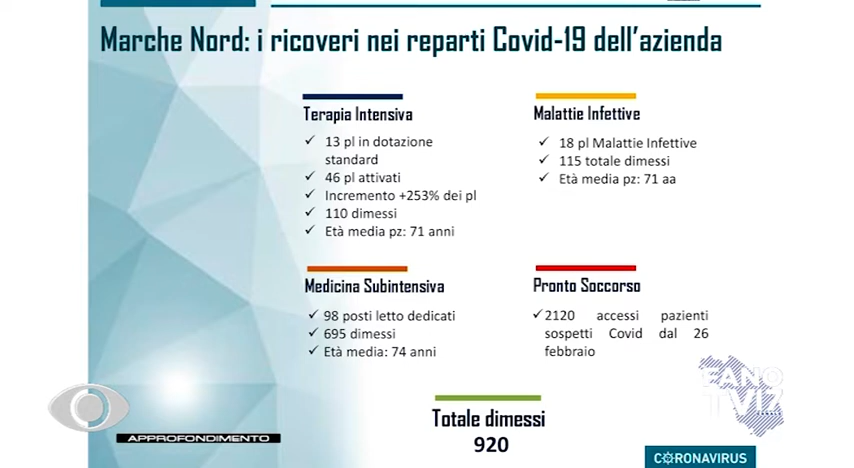 Marche Nord: i ricoveri nei reparti Covid-19 dell'azienda
Terapia Intensiva
✓ 13 pl in dotazione
standard
✓ 46 pl attivati
✓ Incremento +253% dei pl
✓ 110 dimessi
✓ Età media pz: 71 anni
Malattie Infettive
✓ 18 pl Malattie Infettive
✓ 115 totale dimessi
✓ Età media pz: 71 aa
Medicina Subintensiva
✓ 98 posti letto dedicati
✓ 695 dimessi
✓ Età media: 74 anni
Pronto Soccorso
✓ 2120 accessi pazienti
sospetti Covid dal 26
febbraio
Totale dimessi
920
APPROFONDIMENTO
FANO
TV
CORONAVIRUS